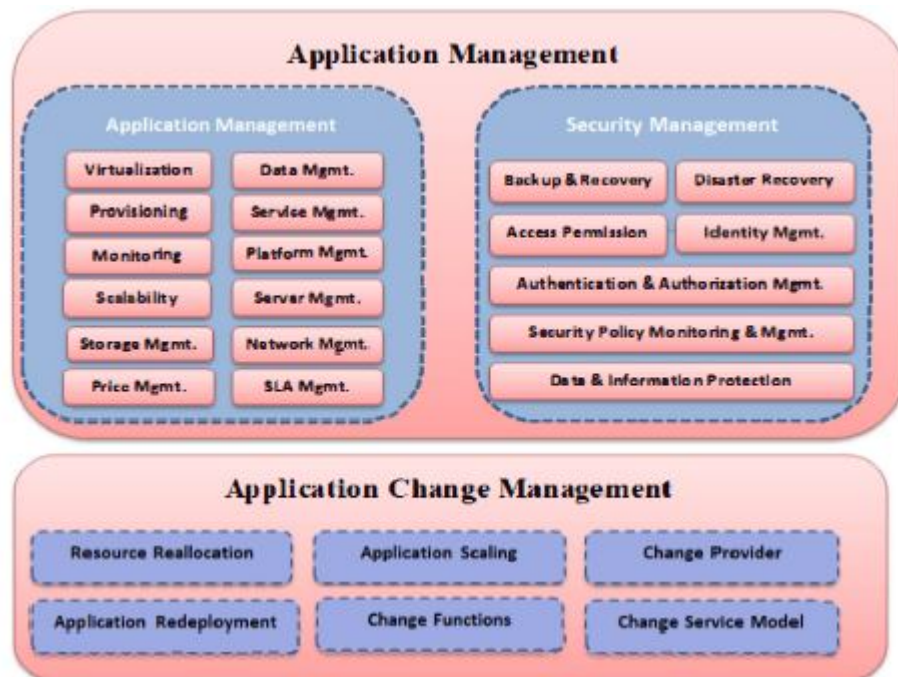 Application Management
Application Management
Virtualization
Data Mgmt.
Provisioning
Service Mgmt.
Monitoring
Platform Mgmt.
Scalability
Server Mgmt.
Storage Mgmt.
Network Mgmt.
Price Mgmt.
SLA Mgmt.
Security Management
Backup & Recovery
Disaster Recovery
Access Permission
Identity Mgmt.
Authentication & Authorization Mgmt.
Security Policy Monitoring & Mgmt.
Data & Information Protection
Application Change Management
Resource Reallocation
Application Scaling
Change Provider
Application Redeployment
Change Functions
Change Service Model